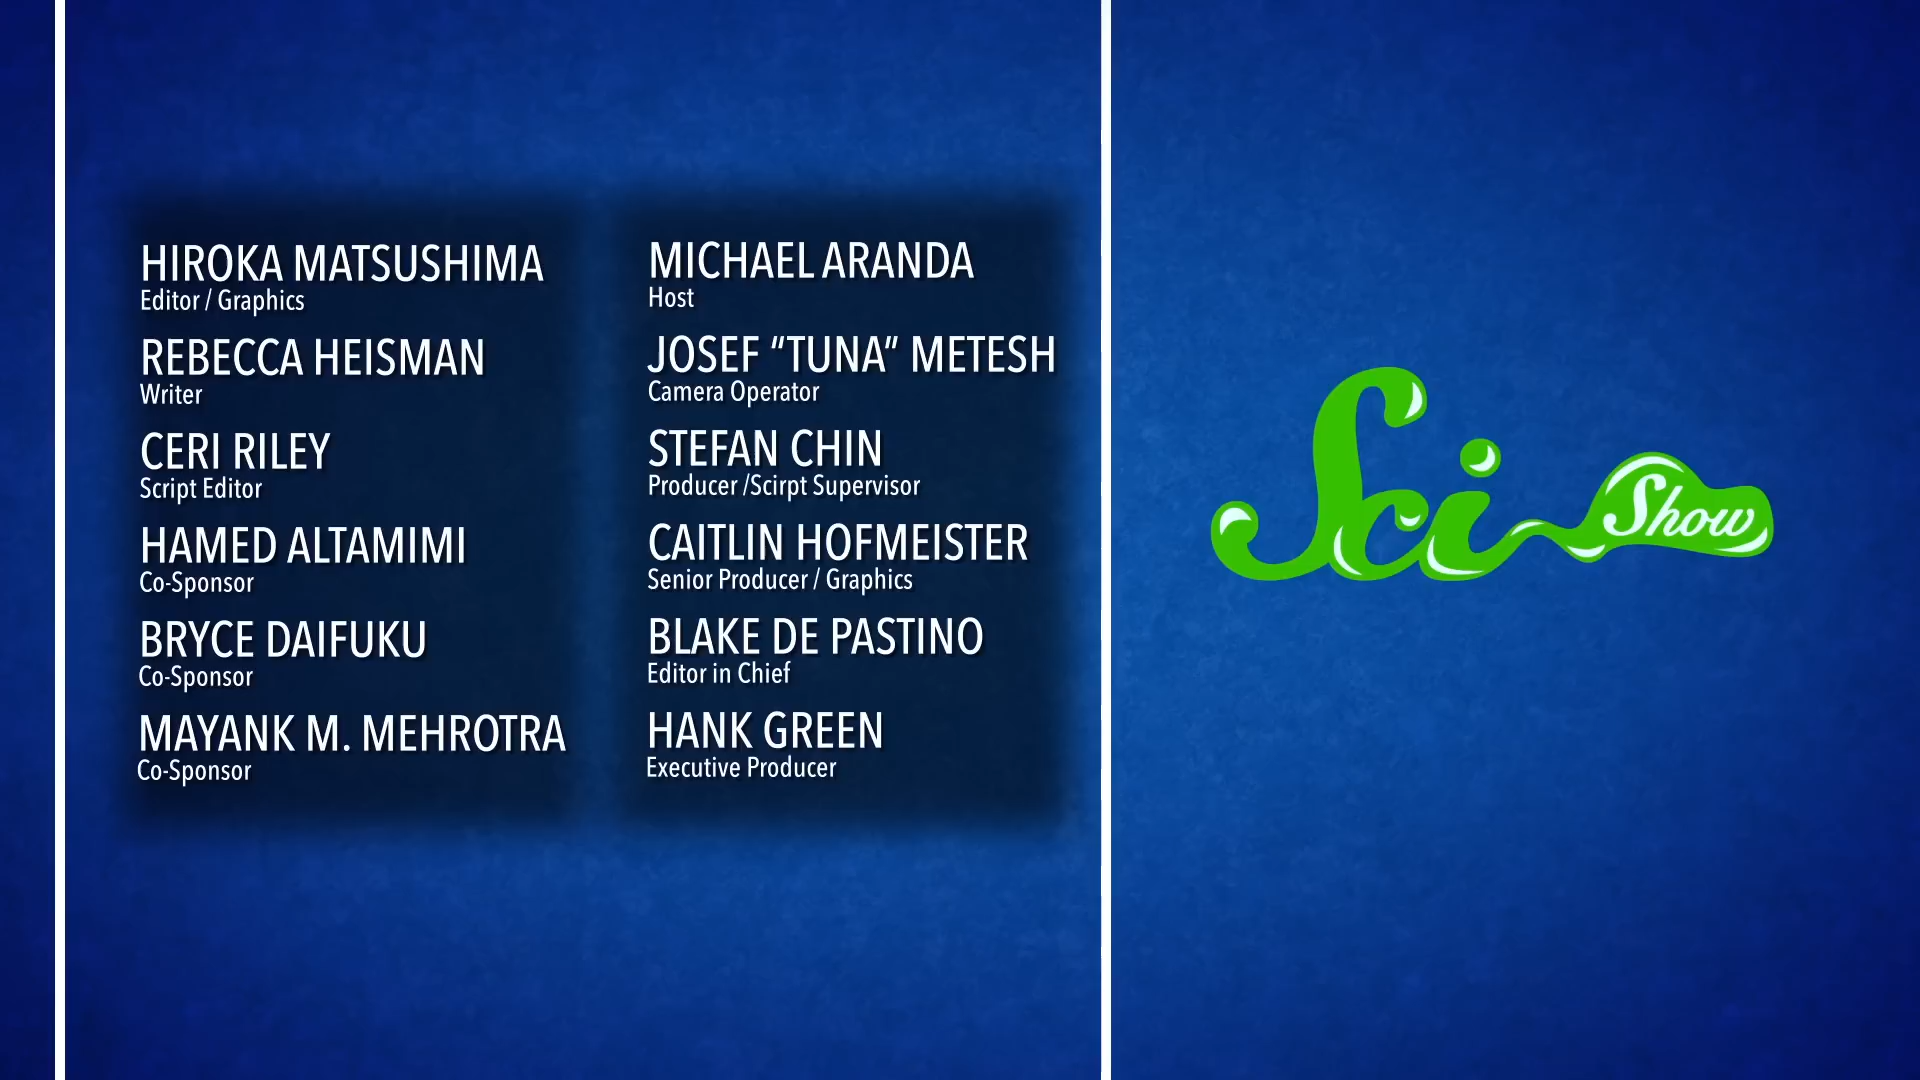 HIROKA MATSUSHIMA
Editor / Graphics
REBECCA HEISMAN
Writer
CERI RILEY
Script Editor
HAMED ALTAMIMI
Co-Sponsor
BRYCE DAIFUKU
Co-Sponsor
MAYANK M. MEHROTRA
Co-Sponsor
MICHAEL ARANDA
Host
JOSEF “TUNA” METESH
Camera Operator
STEFAN CHIN
Producer /Scirpt Supervisor
CAITLIN HOFMEISTER
Senior Producer / Graphics
BLAKE DE PASTINO
Editor in Chief
HANK GREEN
Executive Producer
Sci Show